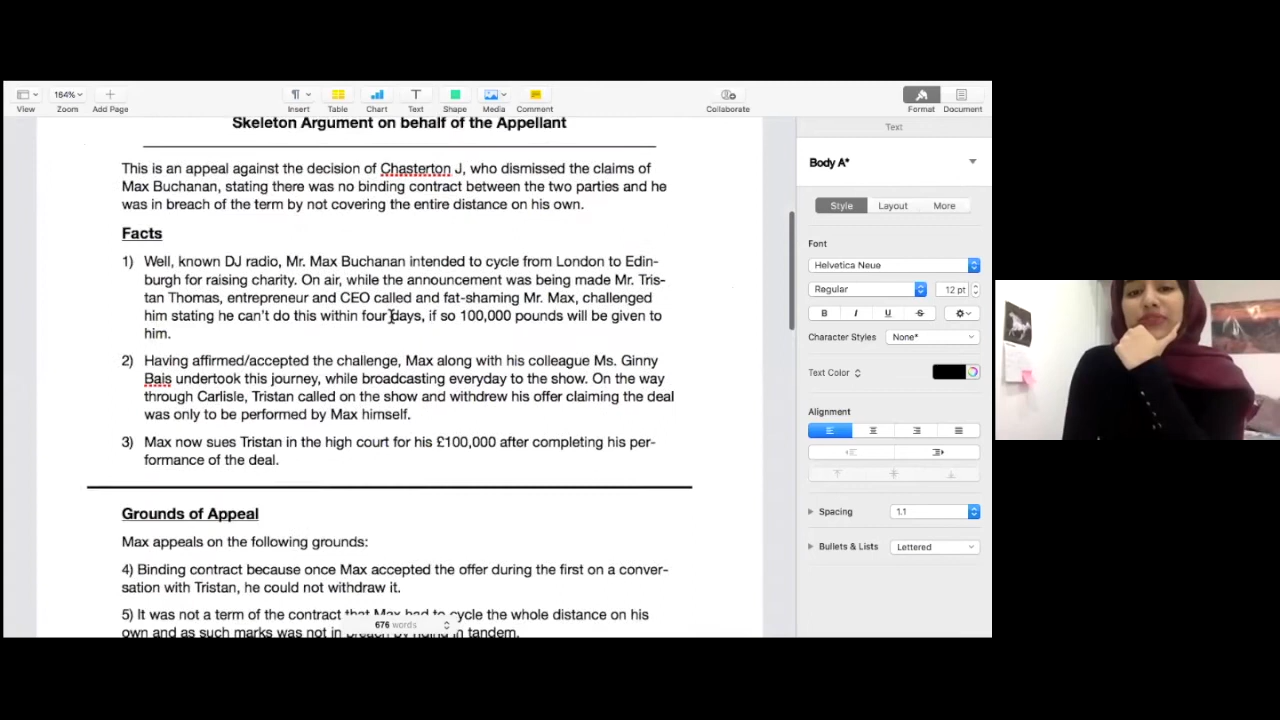 View
164%
Zoom
Add Page
Insert
Table
Chart
Text
Shape
Media
Comment
Collaborate
Format
Document
Skeleton Argument on behalf of the Appellant
This is an appeal against the decision of Chasterton J, who dismissed the claims of
Max Buchanan, stating there was no binding contract between the two parties and he
was in breach of the term by not covering the entire distance on his own.
Facts
1) Well, known DJ radio, Mr. Max Buchanan intended to cycle from London to Edin-
burgh for raising charity. On air, while the announcement was being made Mr. Tris-
tan Thomas, entrepreneur and CEO called and fat-shaming Mr. Max, challenged
him stating he can't do this within four days, if so 100,000 pounds will be given to
him.
2) Having affirmed/accepted the challenge, Max along with his colleague Ms. Ginny
Bais undertook this journey, while broadcasting everyday to the show. On the way
through Carlisle, Tristan called on the show and withdrew his offer claiming the deal
was only to be performed by Max himself.
3) Max now sues Tristan in the high court for his £100,000 after completing his per-
formance of the deal.
Grounds of Appeal
Max appeals on the following grounds:
4) Binding contract because once Max accepted the offer during the first on a conver-
sation with Tristan, he could not withdraw it.
5) It was not a term of the contract that Max had to cycle the whole distance on his
own and as such marks was not in breach by riding in tandem.
676 words
Text
Body A*
Style
Layout
More
Font
Helvetica Neue
Regular
12 pt
B I U S
Character Styles
None*
Text Color
Alignment
Spacing
1.1
Bullets & Lists
Lettered